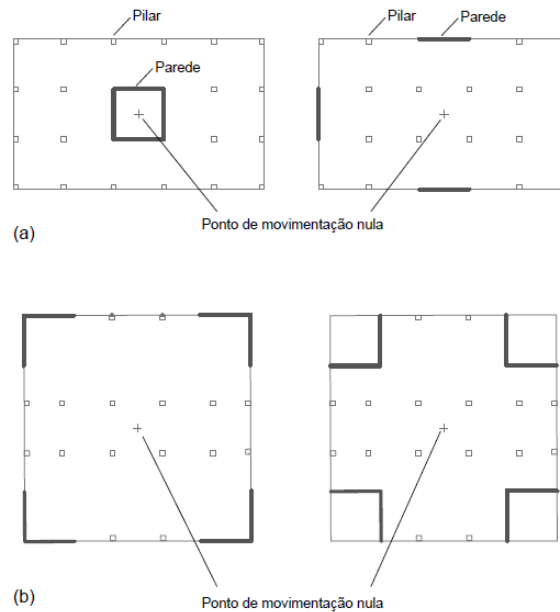 Pilar
Parede
Pilar
Parede
Ponto de movimentação nula
(a)
(b)
Ponto de movimentação nula